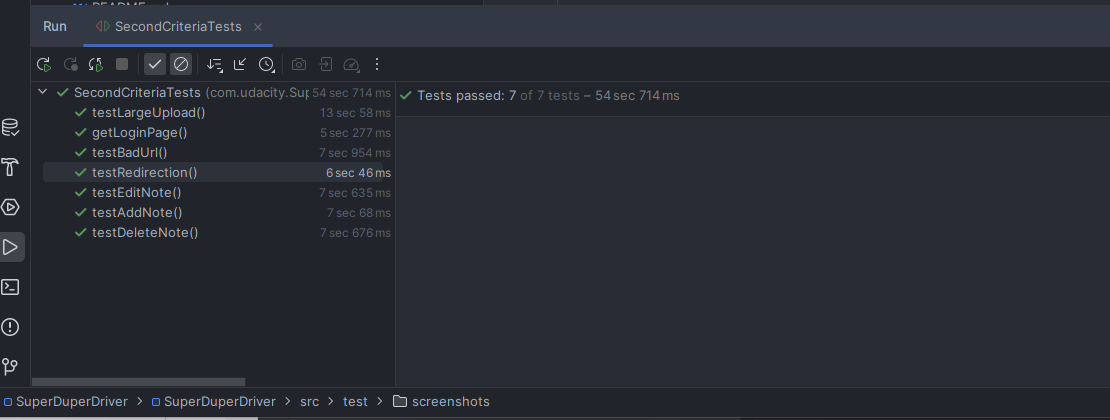 Run SecondCriteriaTests
SecondCriteriaTests (com.udacity.Sup 54 sec 714 ms
testLargeUpload() 13 sec 58 ms
getLoginPage() 5 sec 277 ms
testBadUrl() 7 sec 954 ms
testRedirection() 6 sec 46 ms
testEditNote() 7 sec 635 ms
testAddNote() 7 sec 68 ms
testDeleteNote() 7 sec 676 ms
Tests passed: 7 of 7 tests – 54 sec 714 ms
SuperDuperDriver > SuperDuperDriver > src > test > screenshots